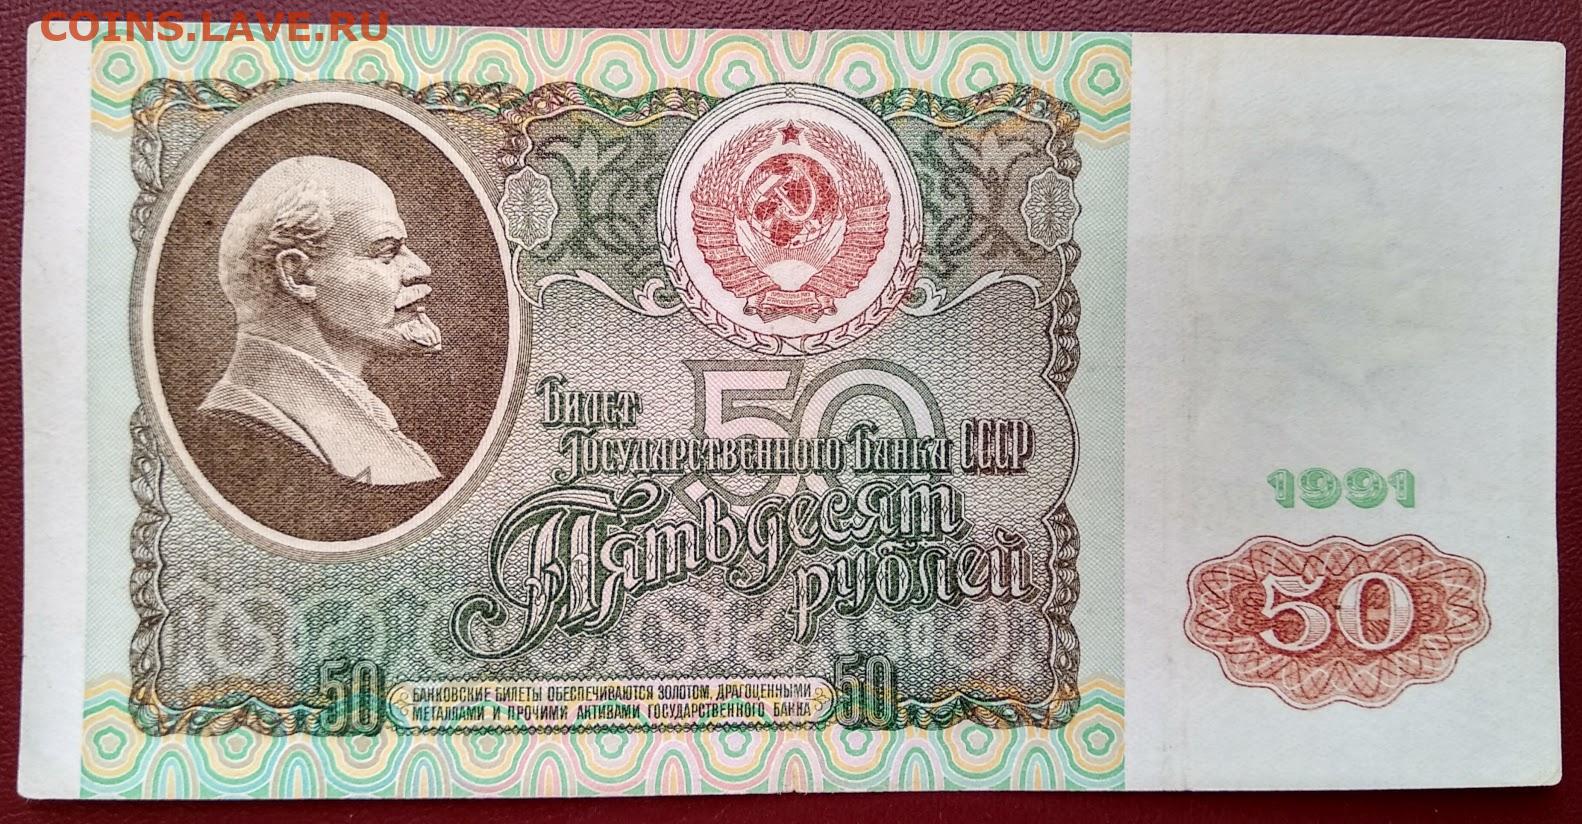 COINS.LAVE.RU
Билет
Государственного Банка СССР
50
Пятьдесят
рублей
1991
50
50
БАНКОВСКИЕ БИЛЕТЫ ОБЕСПЕЧИВАЮТСЯ ЗОЛОТОМ, ДРАГОЦЕННЫМИ
МЕТАЛЛАМИ И ПРОЧИМИ АКТИВАМИ ГОСУДАРСТВЕННОГО БАНКА
50